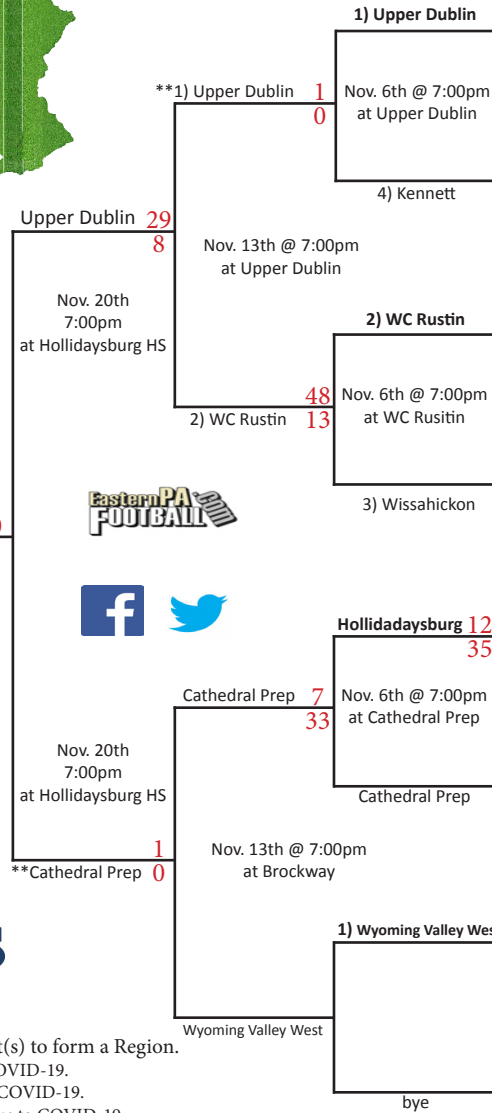 1) Upper Dublin
**1) Upper Dublin 1
0
Nov. 6th @ 7:00pm
at Upper Dublin
4) Kennett
Upper Dublin 29
8
Nov. 13th @ 7:00pm
at Upper Dublin
Nov. 20th
7:00pm
at Hollidaysburg HS
2) WC Rustin
48
2) WC Rustin 13
Nov. 6th @ 7:00pm
at WC Rusitin
3) Wissahickon
EasternPA
FOOTBALL
.com
f
Hollidadaysburg 12
35
Cathedral Prep 7
33
Nov. 6th @ 7:00pm
at Cathedral Prep
Cathedral Prep
Nov. 20th
7:00pm
at Hollidaysburg HS
1
**Cathedral Prep 0
Nov. 13th @ 7:00pm
at Brockway
1) Wyoming Valley
Wyoming Valley West
bye
t(s) to form a Region.
OVID-19.
COVID-19.
to COVID-19